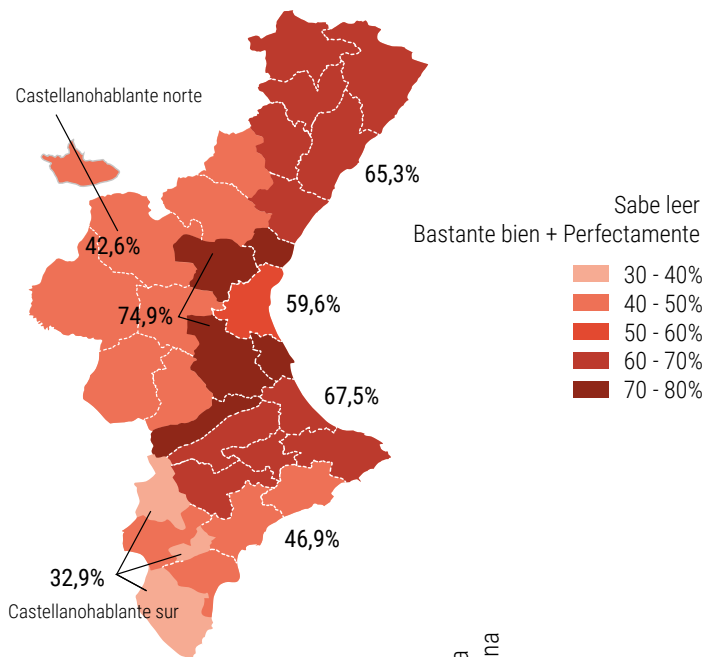 Castellanohablante norte
65,3%
Sabe leer
Bastante bien + Perfectamente
42,6%
30 - 40%
40 - 50%
74,9%
59,6%
50 - 60%
60 - 70%
70 - 80%
67,5%
46,9%
32,9%
Castellanohablante sur
na